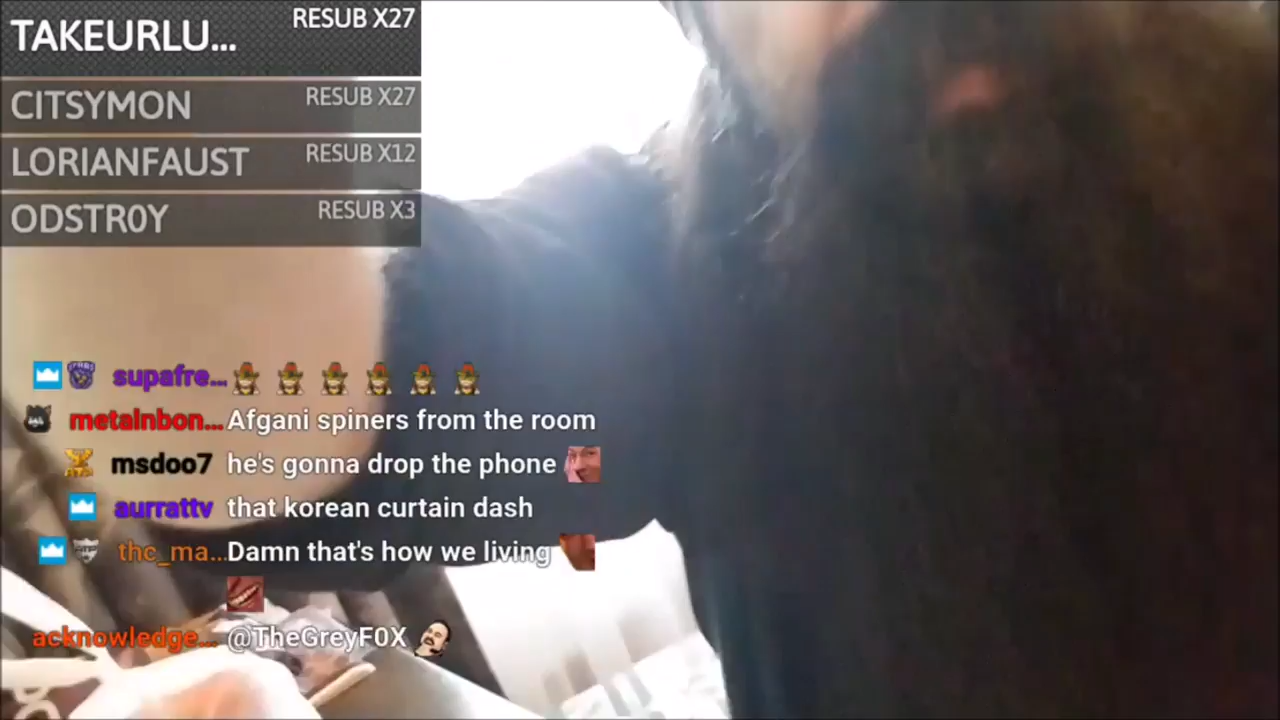 TAKEURLU... RESUB X27
CITSYMON RESUB X27
LORIANFAUST RESUB X12
ODSTR0Y RESUB X3
supafre...
metalnbon... Afgani spiners from the room
msdoo7 he's gonna drop the phone
aurrattv that korean curtain dash
thc_ma... Damn that's how we living
acknowledge... @TheGreyF0X